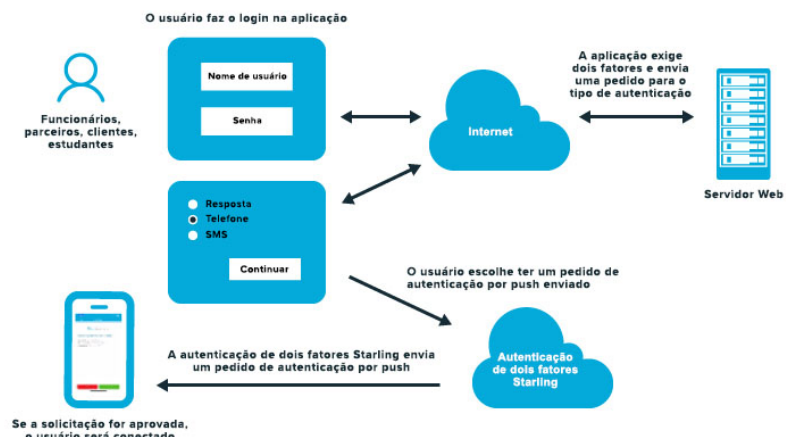 O usuário faz o login na aplicação
Nome de usuário
Senha
Funcionários,
parceiros, clientes,
estudantes
Internet
A aplicação exige
dois fatores e envia
uma pedido para o
tipo de autenticação
Servidor Web
Resposta
Telefone
SMS
Continuar
O usuário escolhe ter um pedido de
autenticação por push enviado
Autenticação
de dois fatores
Starling
A autenticação de dois fatores Starling envia
um pedido de autenticação por push
Se a solicitação for aprovada,
o usuário será conectado